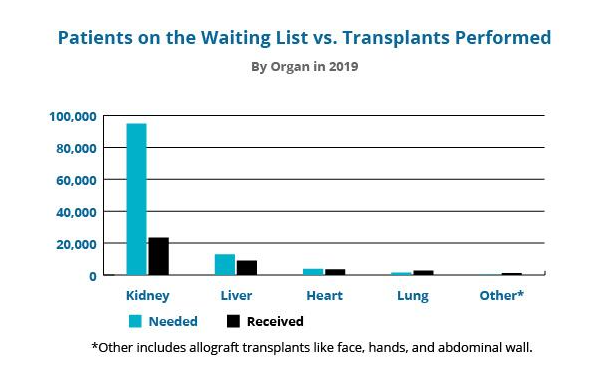 Patients on the Waiting List vs. Transplants Performed
By Organ in 2019
100,000
80,000
60,000
40,000
20,000
0
Kidney Liver Heart Lung Other*
Needed Received
*Other includes allograft transplants like face, hands, and abdominal wall.